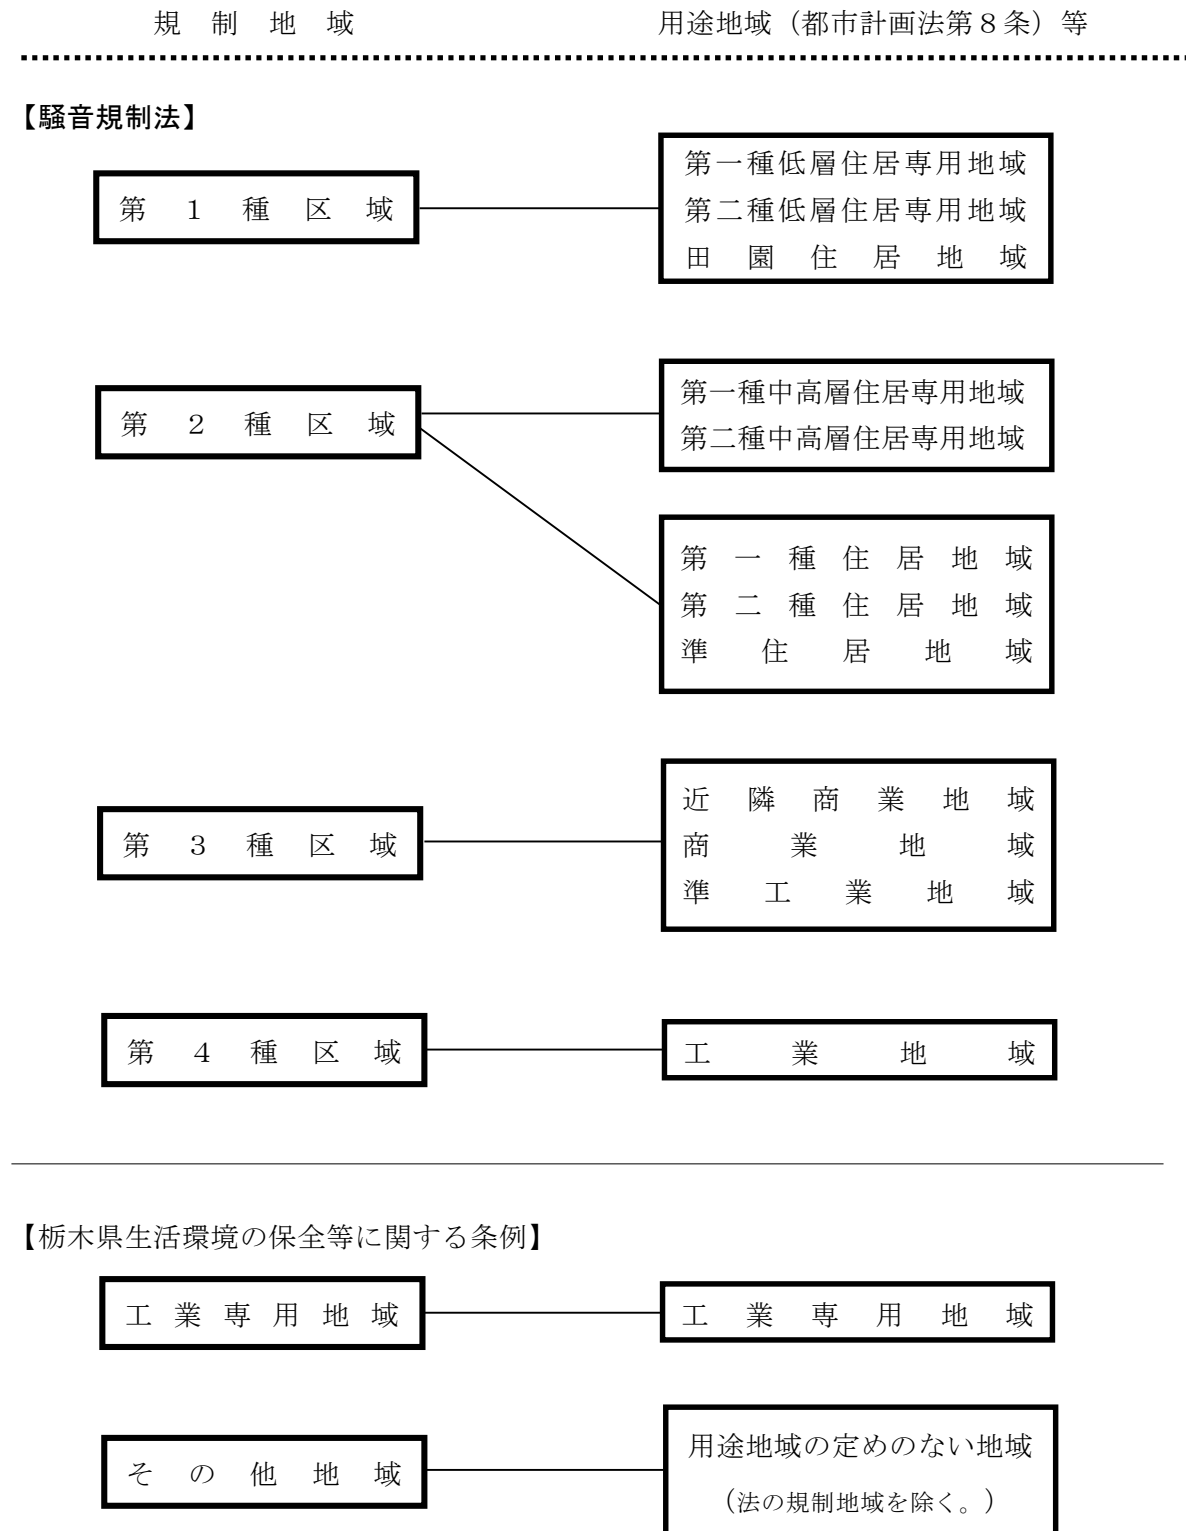 規制地域 用途地域（都市計画法第８条）等
【騒音規制法】
第１種区域
第一種低層住居専用地域
第二種低層住居専用地域
田園住居地域
第２種区域
第一種中高層住居専用地域
第二種中高層住居専用地域
第一種住居地域
第二種住居地域
準住居地域
第３種区域
近隣商業地域
商業地域
準工業地域
第４種区域
工業地域
【栃木県生活環境の保全等に関する条例】
工業専用地域
工業専用地域
その他地域
用途地域の定めのない地域
（法の規制地域を除く。）